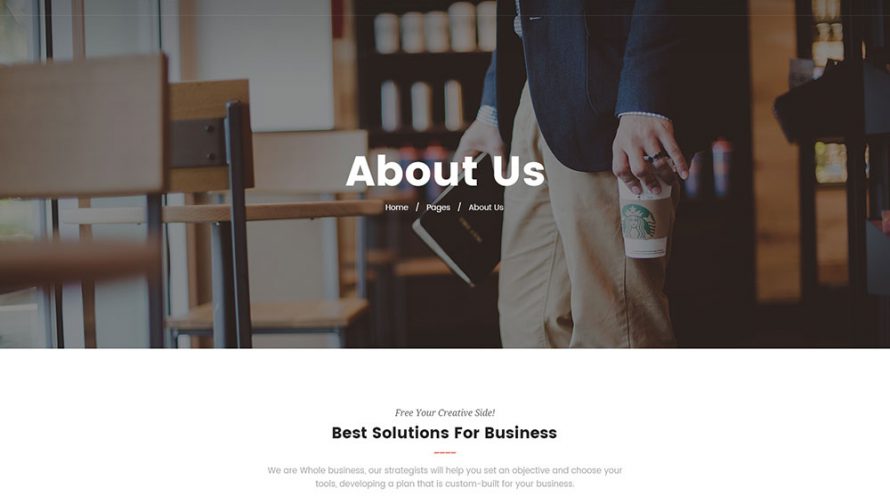 About Us
Home / Pages / About Us
Free Your Creative Side!
Best Solutions For Business
We are Whole business, our strategists will help you set an objective and choose your
tools, developing a plan that is custom-built for your business.